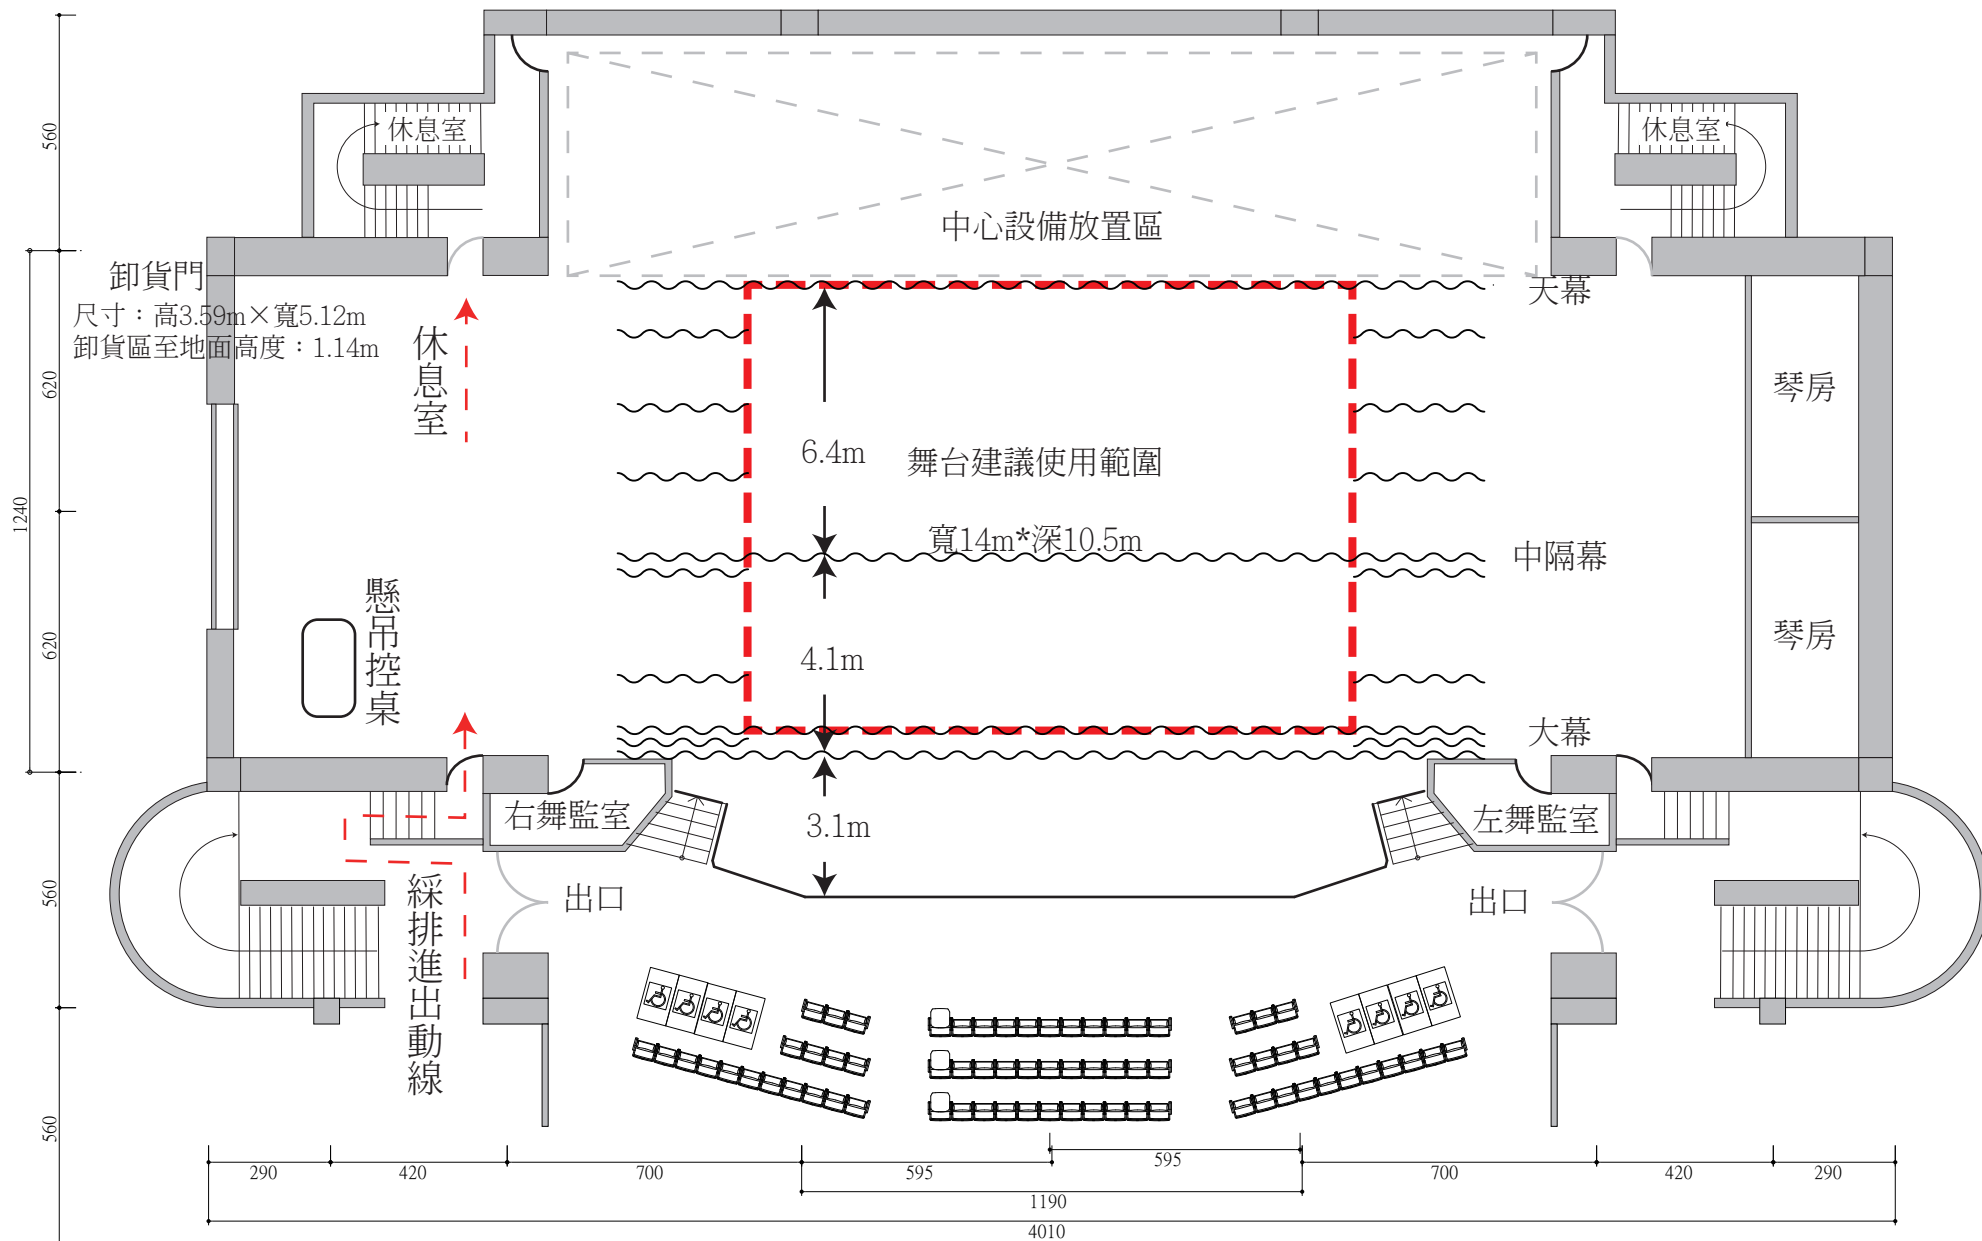 560
休息室
休息室
中心設備放置區
卸貨門
尺寸：高3.59m×寬5.12m
卸貨區至地面高度：1.14m
天幕
休息室
620
琴房
6.4m
舞台建議使用範圍
1240
寬14m*深10.5m
中隔幕
懸吊控桌
620
4.1m
琴房
大幕
右舞監室
3.1m
左舞監室
560
綵排進出動線
出口
出口
560
290
420
700
595
595
700
420
290
1190
4010